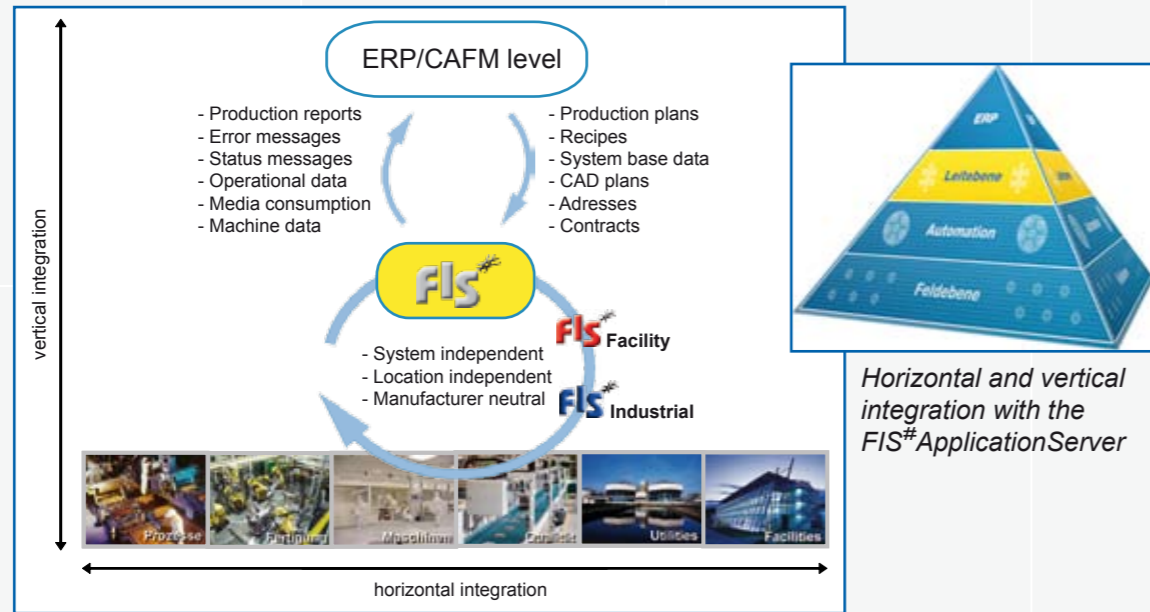 ERP/CAFM level
- Production reports
- Error messages
- Status messages
- Operational data
- Media consumption
- Machine data
- Production plans
- Recipes
- System base data
- CAD plans
- Adresses
- Contracts
vertical integration
FIS
FIS Facility
- System independent
- Location independent
- Manufacturer neutral
FIS Industrial
Prozesse
Fertigung
Maschinen
Utilities
Facilities
horizontal integration
ERP
Leitebene
Automation
Feldebene
Horizontal and vertical
integration with the
FIS#ApplicationServer